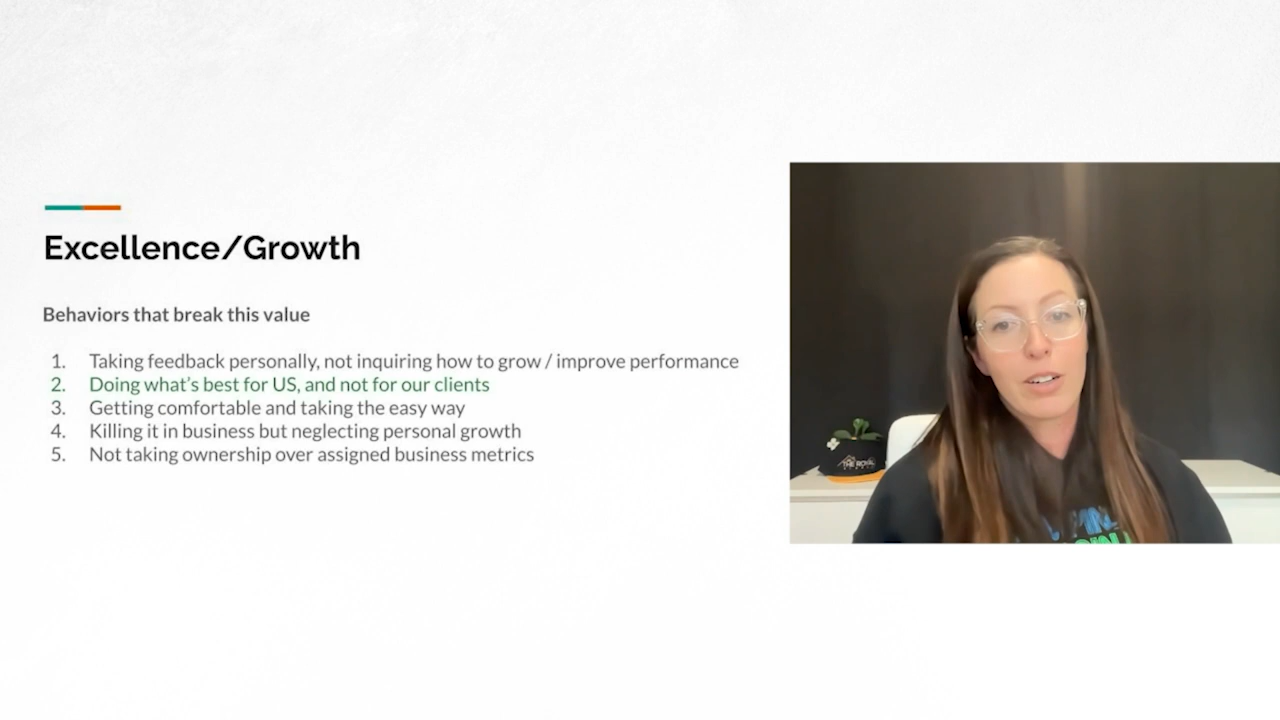 Excellence/Growth
Behaviors that break this value
1. Taking feedback personally, not inquiring how to grow / improve performance
2. Doing what's best for US, and not for our clients
3. Getting comfortable and taking the easy way
4. Killing it in business but neglecting personal growth
5. Not taking ownership over assigned business metrics
THE ROYAL